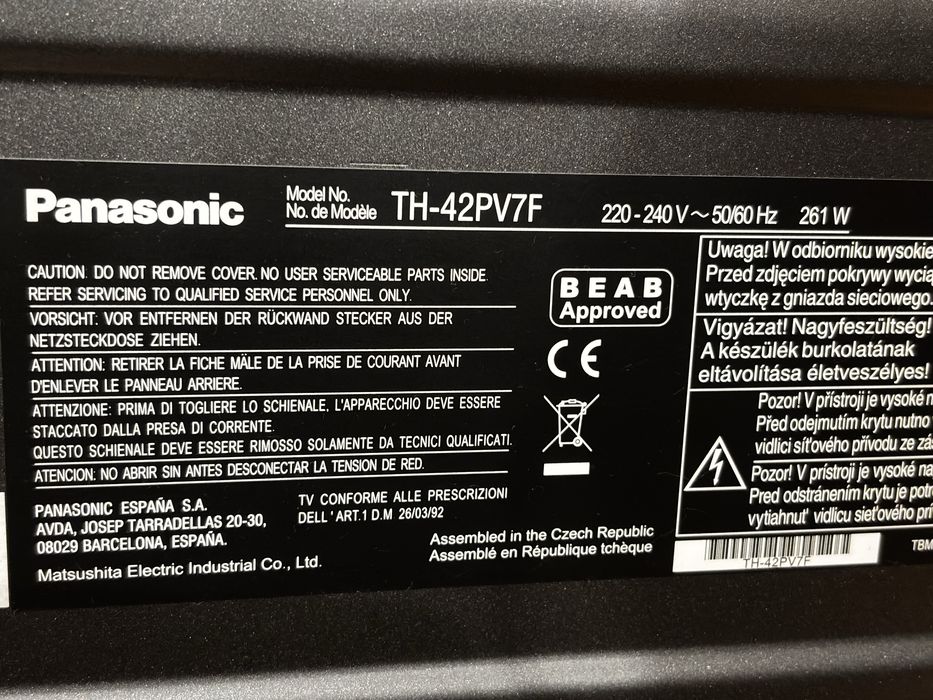 Panasonic
Model No.
No. de Modèle
TH-42PV7F
220 - 240 V ~ 50/60 Hz 261 W
CAUTION: DO NOT REMOVE COVER. NO USER SERVICEABLE PARTS INSIDE.
REFER SERVICING TO QUALIFIED SERVICE PERSONNEL ONLY.
VORSICHT: VOR ENTFERNEN DER RÜCKWAND STECKER AUS DER
NETZSTECKDOSE ZIEHEN.
ATTENTION: RETIRER LA FICHE MÄLE DE LA PRISE DE COURANT AVANT
D'ENLEVER LE PANNEAU ARRIERE.
ATTENZIONE: PRIMA DI TOGLIERE LO SCHIENALE, L'APPARECCHIO DEVE ESSERE
STACCATO DALLA PRESA DI CORRENTE.
QUESTO SCHIENALE DEVE ESSERE RIMOSSO SOLAMENTE DA TECNICI QUALIFICATI.
ATENCION: NO ABRIR SIN ANTES DESCONECTAR LA TENSION DE RED.
PANASONIC ESPAÑA S.A.
AVDA, JOSEP TARRADELLAS 20-30,
08029 BARCELONA, ESPAÑA.
TV CONFORME ALLE PRESCRIZIONI
DELL 'ART.1 D.M 26/03/92
Matsushita Electric Industrial Co., Ltd.
BEAB
Approved
CE
Assembled in the Czech Republic
Assemblé en République tchèque
Uwaga! W odbiorniku wysokie
Przed zdjęciem pokrywy wycią
wtyczkę z gniazda sieciowego.
Vigyázat! Nagyfeszültség!
A készülék burkolatának
eltávolítása életveszélyes!
Pozor! V přístroji je vysoké n
Před odejmutím krytu nutno
vidlici síťového přívodu ze zás
Pozor! V prístroji je vysoké na
Pred odstránením krytu je potr
vytiahnuť vidlicu sieťového prí
TH-42PV7F
TBM